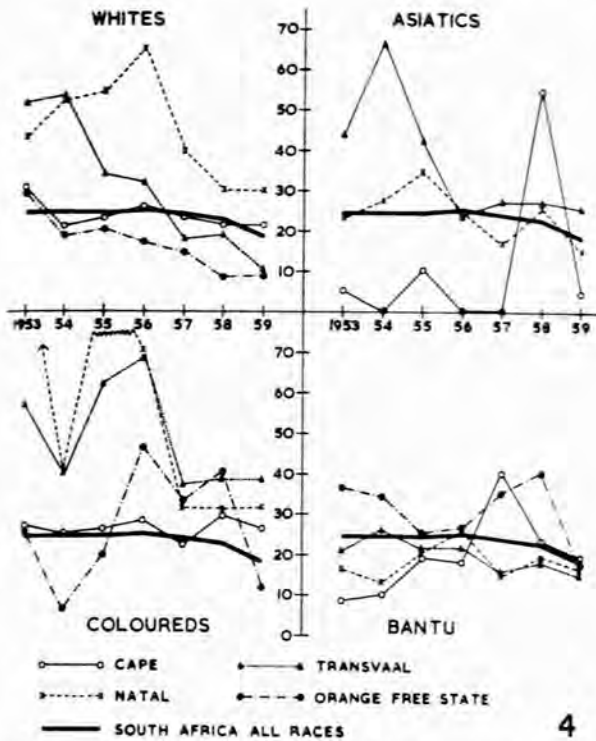 WHITES
ASIATICS
70
60
50
40
30
20
10
1953 54 55 56 57 58 59
1953 54 55 56 57 58 59
70
60
50
40
30
20
10
0
COLOUREDS
BANTU
CAPE
TRANSVAAL
NATAL
ORANGE FREE STATE
SOUTH AFRICA ALL RACES
4